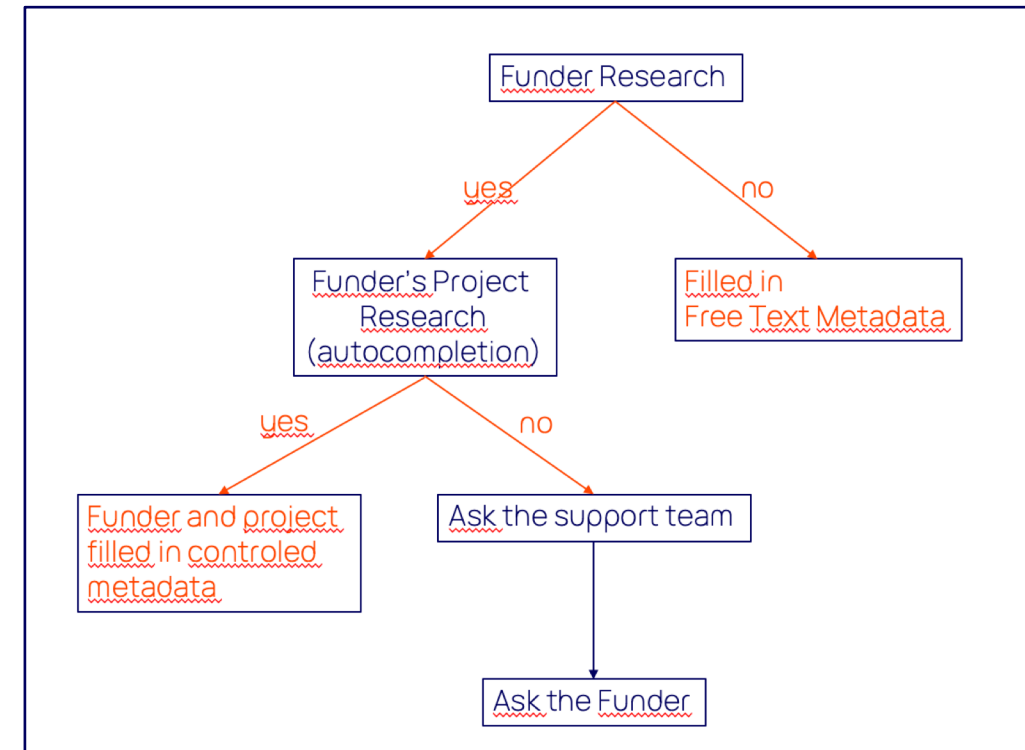 Funder Research
yes
no
Funder's Project
Research
(autocompletion)
Filled in
Free Text Metadata
yes
no
Funder and project
filled in controled
metadata
Ask the support team
Ask the Funder